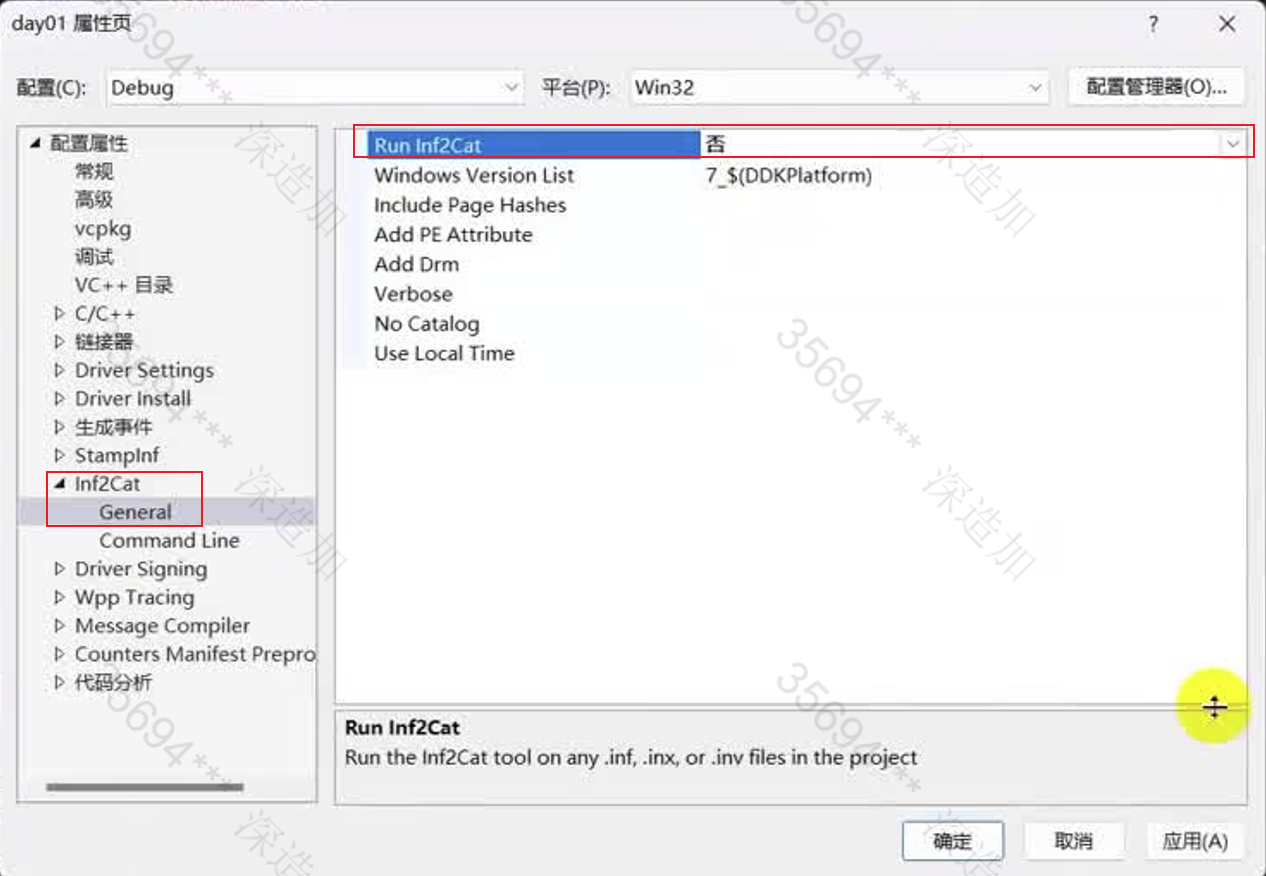 day01 属性页
配置(C): Debug 平台(P): Win32 配置管理器(O)...
配置属性
常规
高级
vcpkg
调试
VC++ 目录
C/C++
链接器
Driver Settings
Driver Install
生成事件
StampInf
Inf2Cat
General
Command Line
Driver Signing
Wpp Tracing
Message Compiler
Counters Manifest Prepro
代码分析
Run Inf2Cat 否
Windows Version List 7_$(DDKPlatform)
Include Page Hashes
Add PE Attribute
Add Drm
Verbose
No Catalog
Use Local Time
Run Inf2Cat
Run the Inf2Cat tool on any .inf, .inx, or .inv files in the project
确定 取消 应用(A)
35694***
35694***
深造加
深造加
35694***
35694***
深造加
深造加
35694***
35694***
深造加
深造加